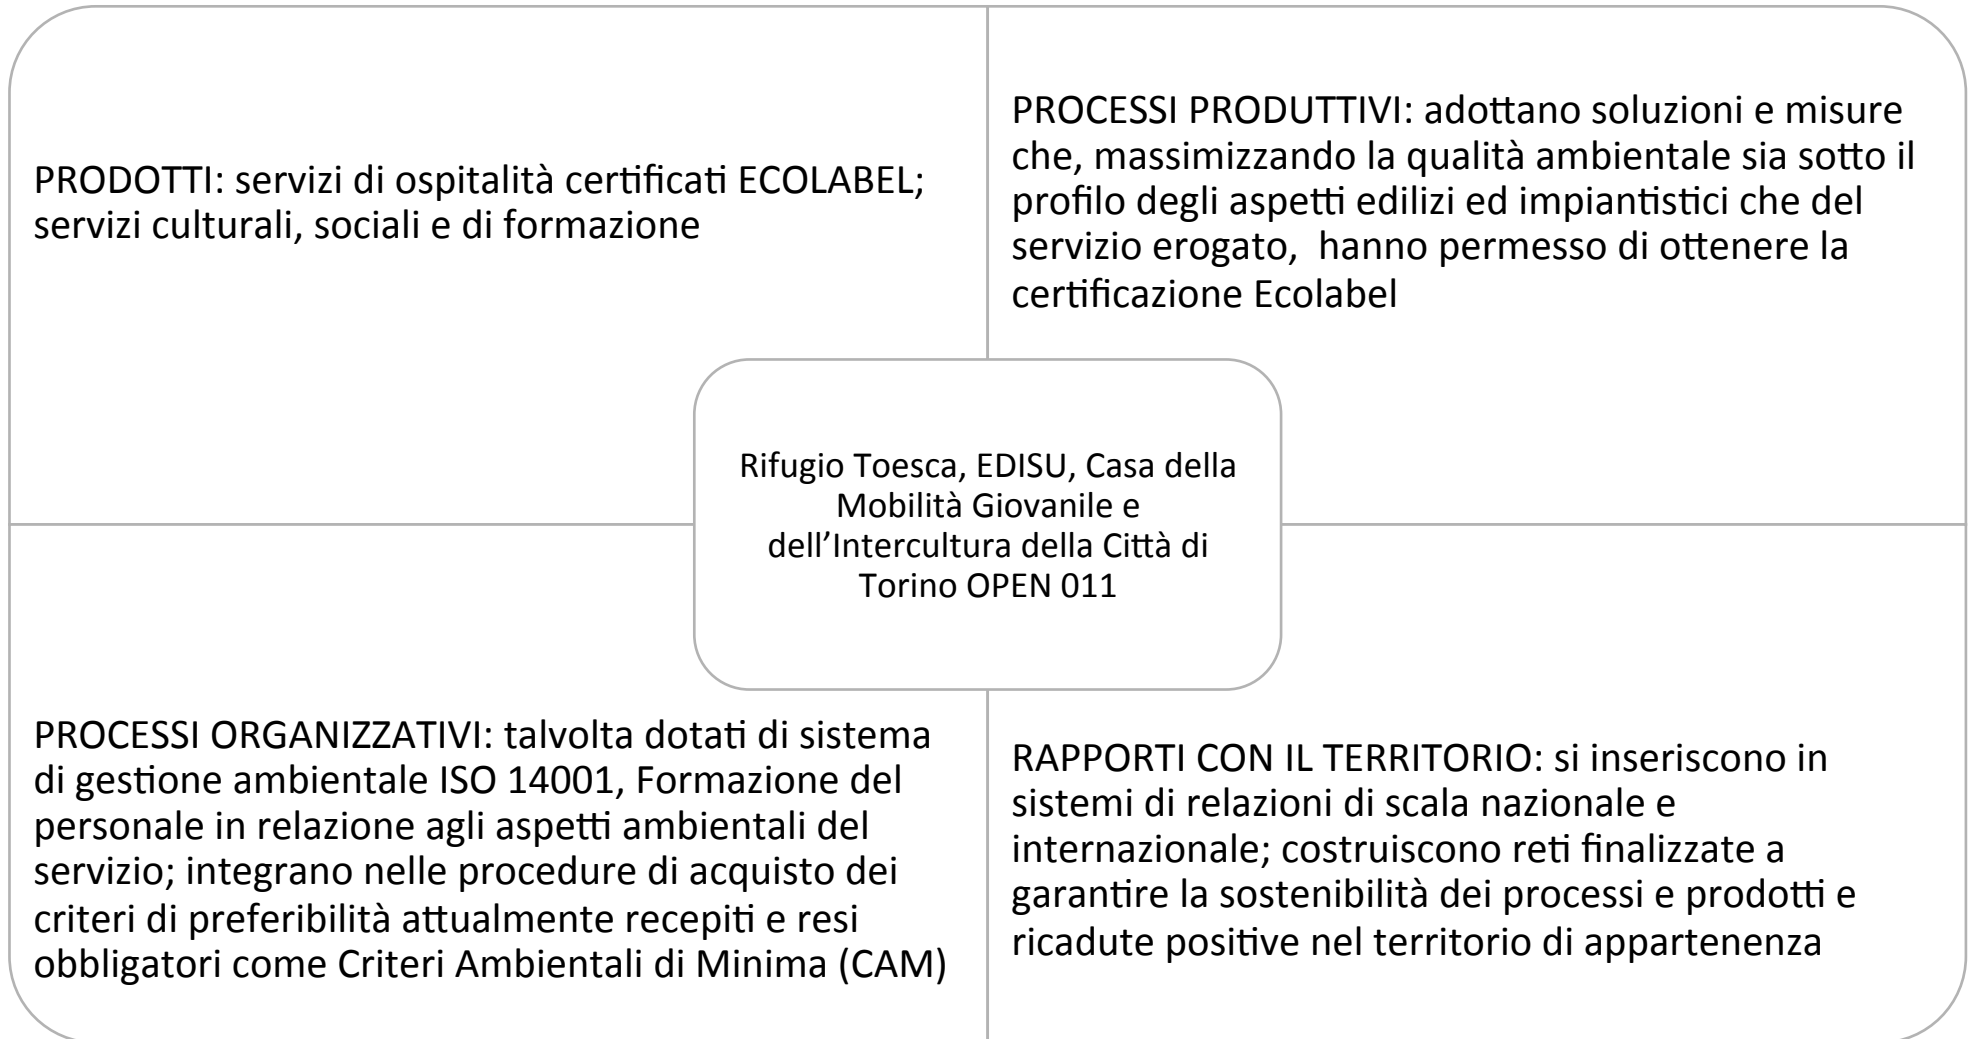 PRODOTTI: servizi di ospitalità certificati ECOLABEL;
servizi culturali, sociali e di formazione
PROCESSI PRODUTTIVI: adottano soluzioni e misure
che, massimizzando la qualità ambientale sia sotto il
profilo degli aspetti edilizi ed impiantistici che del
servizio erogato,  hanno permesso di ottenere la
certificazione Ecolabel
Rifugio Toesca, EDISU, Casa della
Mobilità Giovanile e
dell’Intercultura della Città di
Torino OPEN 011
PROCESSI ORGANIZZATIVI: talvolta dotati di sistema
di gestione ambientale ISO 14001, Formazione del
personale in relazione agli aspetti ambientali del
servizio; integrano nelle procedure di acquisto dei
criteri di preferibilità attualmente recepiti e resi
obbligatori come Criteri Ambientali di Minima (CAM)
RAPPORTI CON IL TERRITORIO: si inseriscono in
sistemi di relazioni di scala nazionale e
internazionale; costruiscono reti finalizzate a
garantire la sostenibilità dei processi e prodotti e
ricadute positive nel territorio di appartenenza